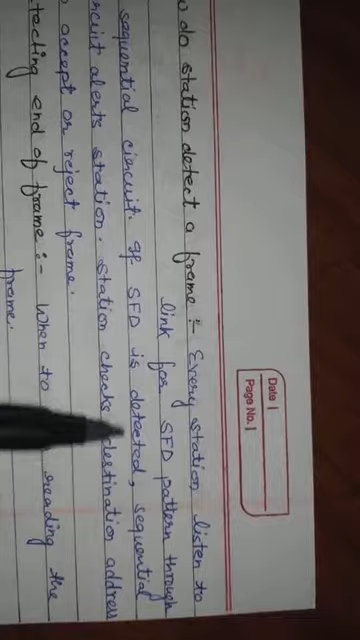 Date |
Page No. |
do station detect a frame :- Every station listen to
link for SFD pattern through
sequential circuit. If SFD is detected, sequential
circuit alerts station. Station checks destination address
accept or reject frame.
tecting end of frame :- When to reading the
frame.